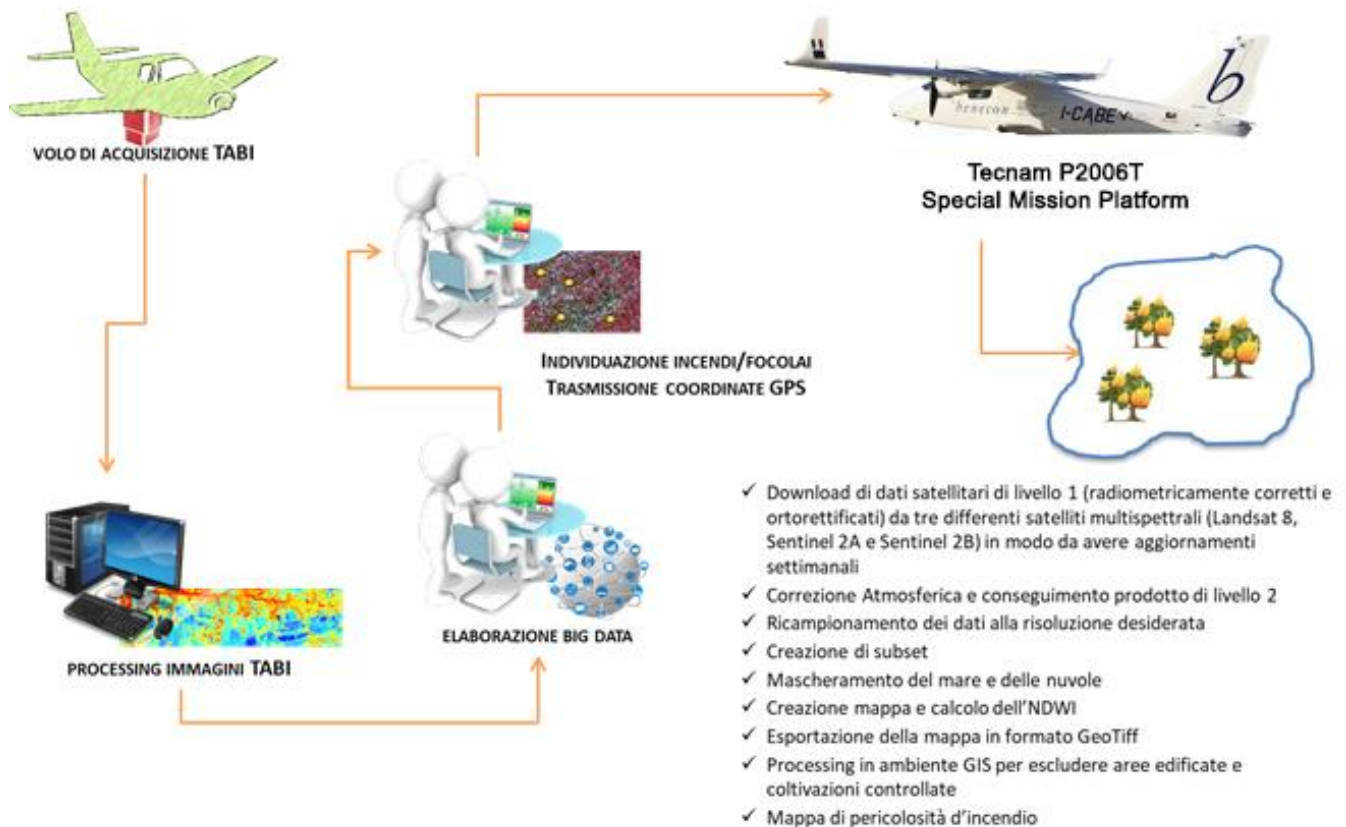 VOLO DI ACQUISIZIONE TABI
benecon
I-CABE
b
Tecnam P2006T
Special Mission Platform
INDIVIDUAZIONE INCENDI/FOCOLAI
TRASMISSIONE COORDINATE GPS
ELABORAZIONE BIG DATA
PROCESSING IMMAGINI TABI
✓ Download di dati satellitari di livello 1 (radiometricamente corretti e
ortorettificati) da tre differenti satelliti multispettrali (Landsat 8,
Sentinel 2A e Sentinel 2B) in modo da avere aggiornamenti
settimanali
✓ Correzione Atmosferica e conseguimento prodotto di livello 2
✓ Ricampionamento dei dati alla risoluzione desiderata
✓ Creazione di subset
✓ Mascheramento del mare e delle nuvole
✓ Creazione mappa e calcolo dell'NDWI
✓ Esportazione della mappa in formato GeoTiff
✓ Processing in ambiente GIS per escludere aree edificate e
coltivazioni controllate
✓ Mappa di pericolosità d'incendio